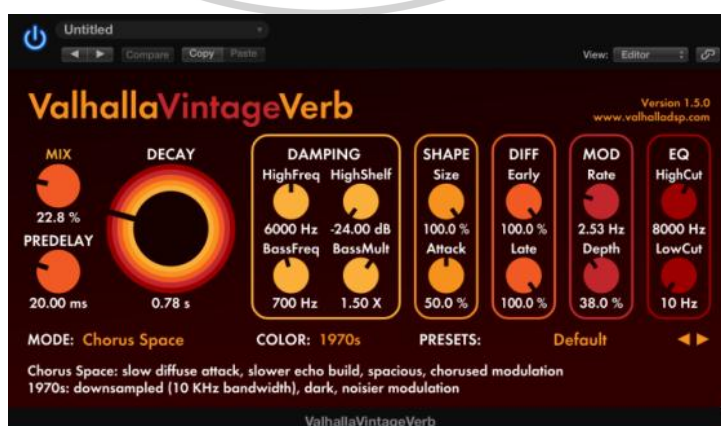 Untitled
Compare Copy Paste View: Editor
ValhallaVintageVerb
Version 1.5.0
www.valhalladsp.com
MIX DECAY DAMPING SHAPE DIFF MOD EQ
HighFreq HighShelf Size Early Rate HighCut
22.8 % 6000 Hz -24.00 dB 100.0 % 100.0 % 2.53 Hz 8000 Hz
PREDELAY BassFreq BassMult Attack Late Depth LowCut
20.00 ms 0.78 s 700 Hz 1.50 X 50.0 % 100.0 % 38.0 % 10 Hz
MODE: Chorus Space COLOR: 1970s PRESETS: Default
Chorus Space: slow diffuse attack, slower echo build, spacious, chorused modulation
1970s: downsampled (10 KHz bandwidth), dark, noisier modulation
ValhallaVintageVerb